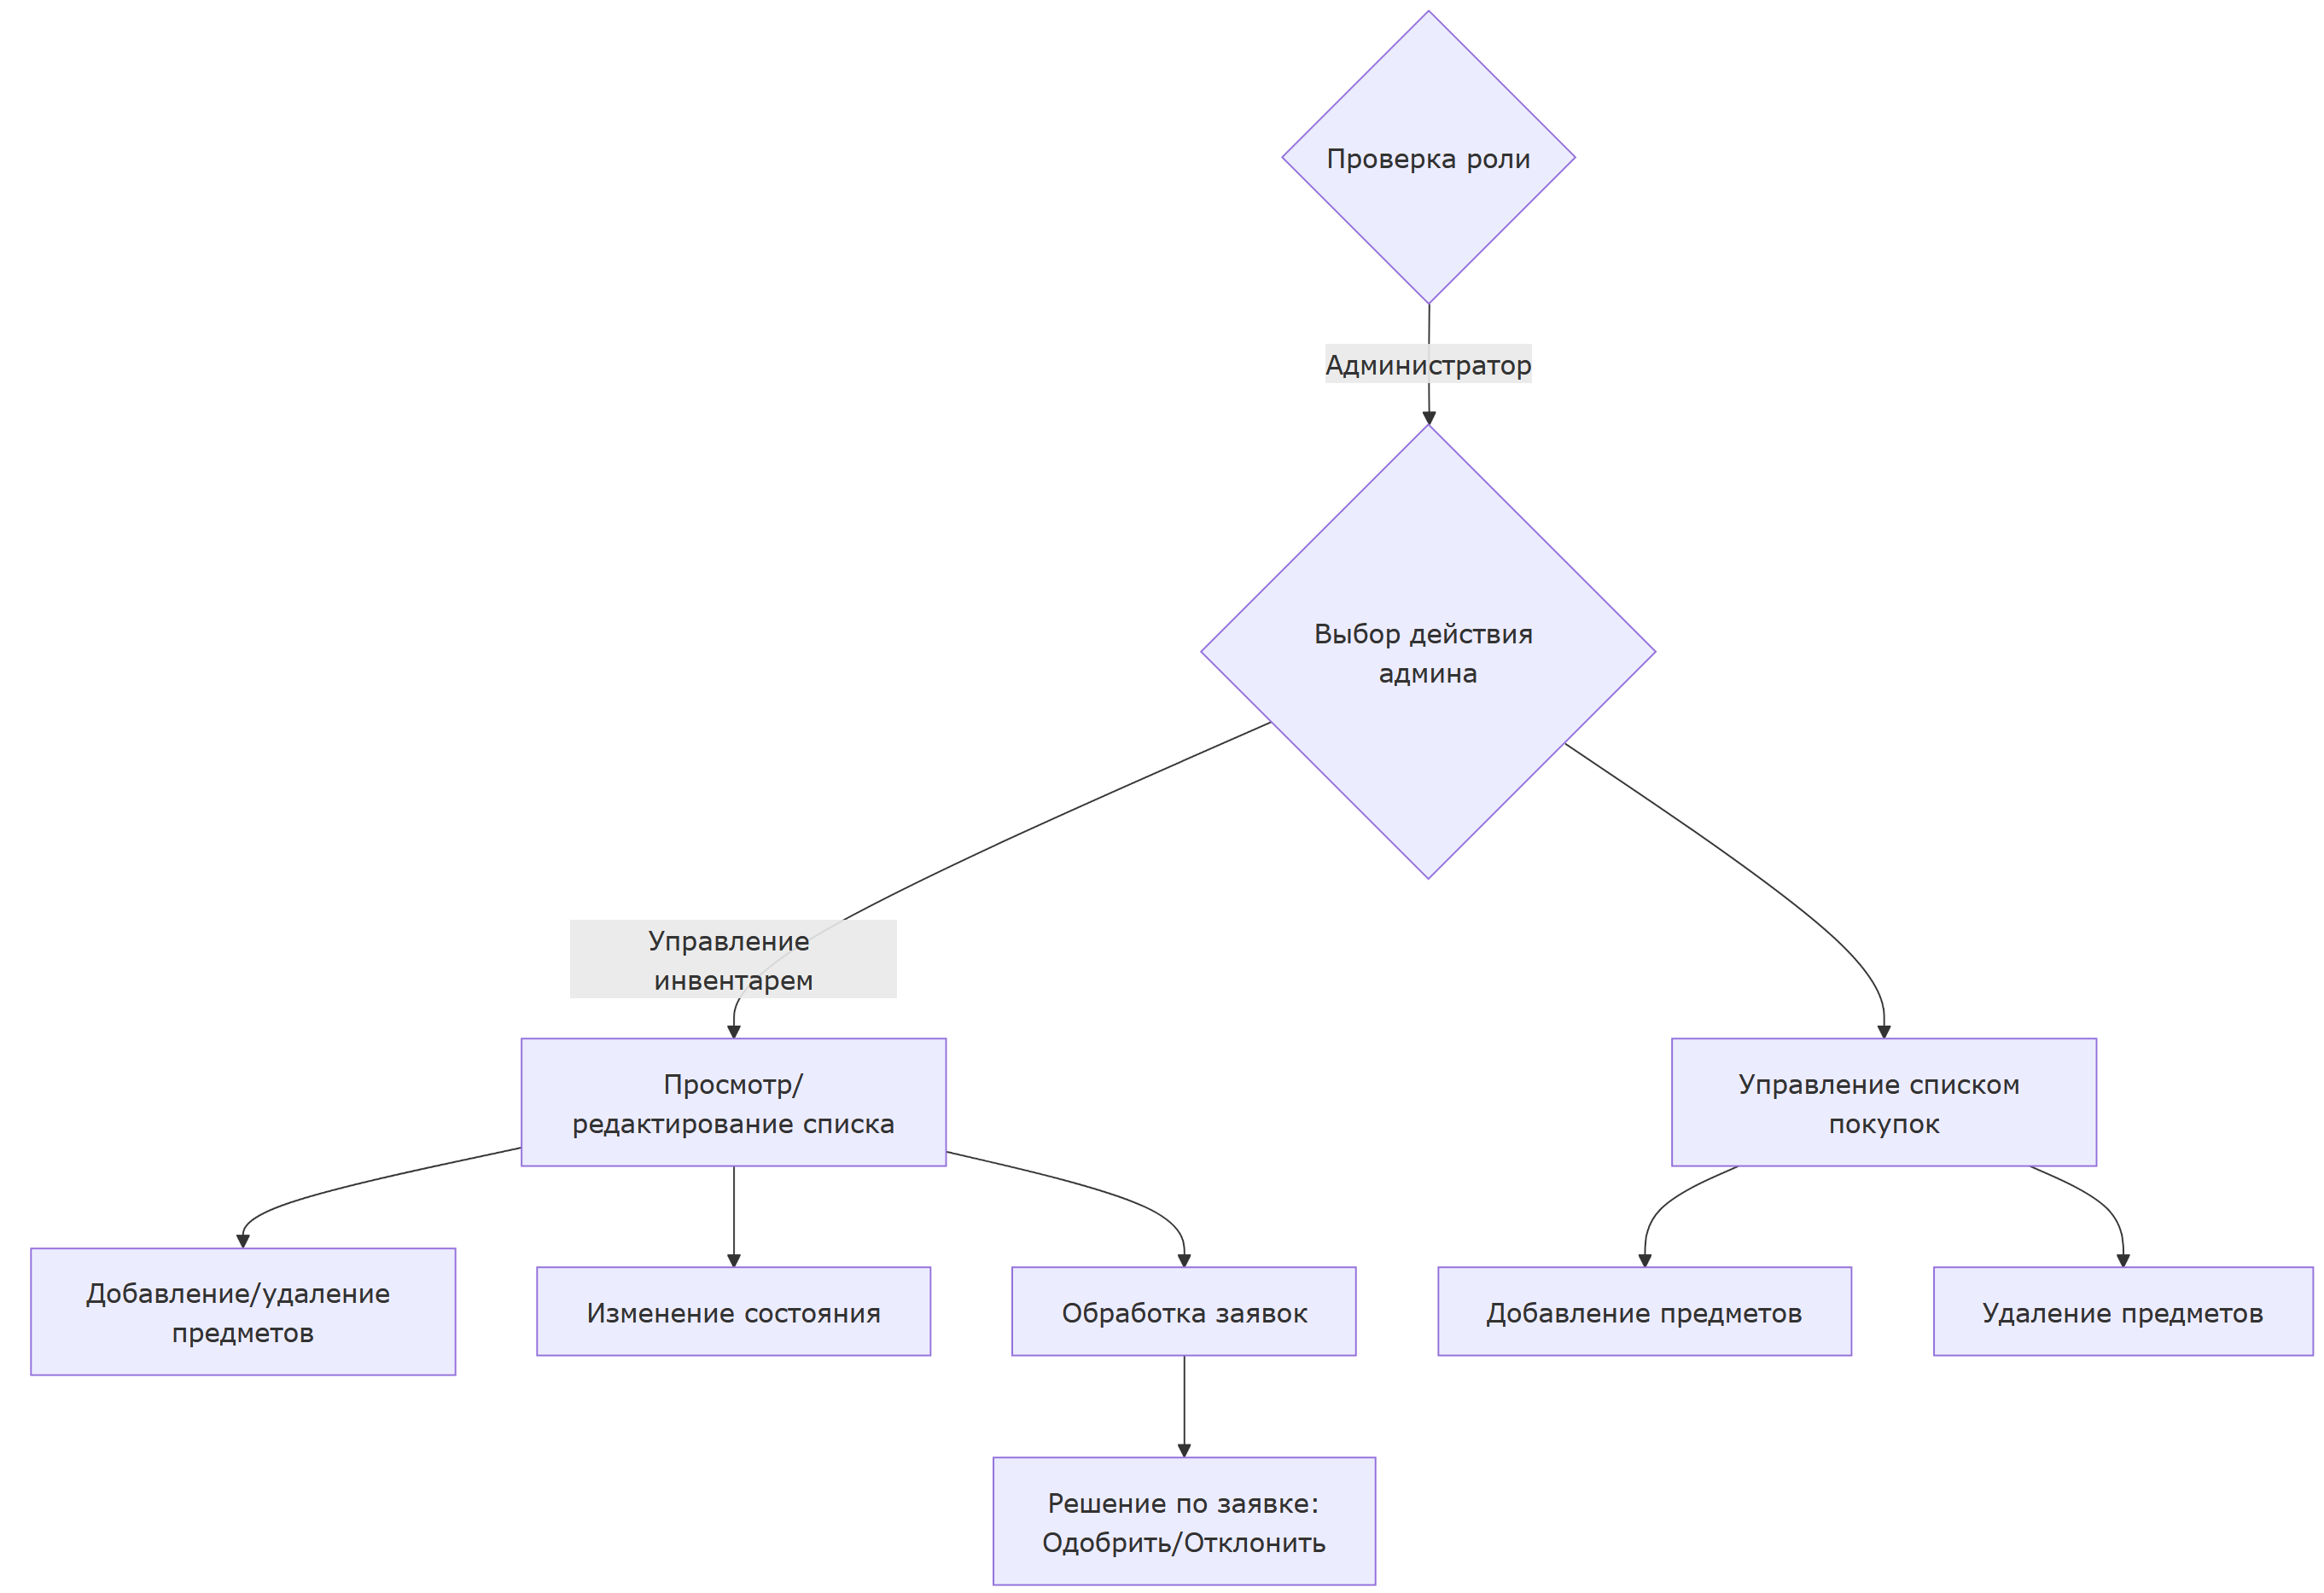 Проверка роли
Администратор
Выбор действия
админа
Управление
инвентарем
Просмотр/
редактирование списка
Управление списком
покупок
Добавление/удаление
предметов
Изменение состояния
Обработка заявок
Добавление предметов
Удаление предметов
Решение по заявке:
Одобрить/Отклонить